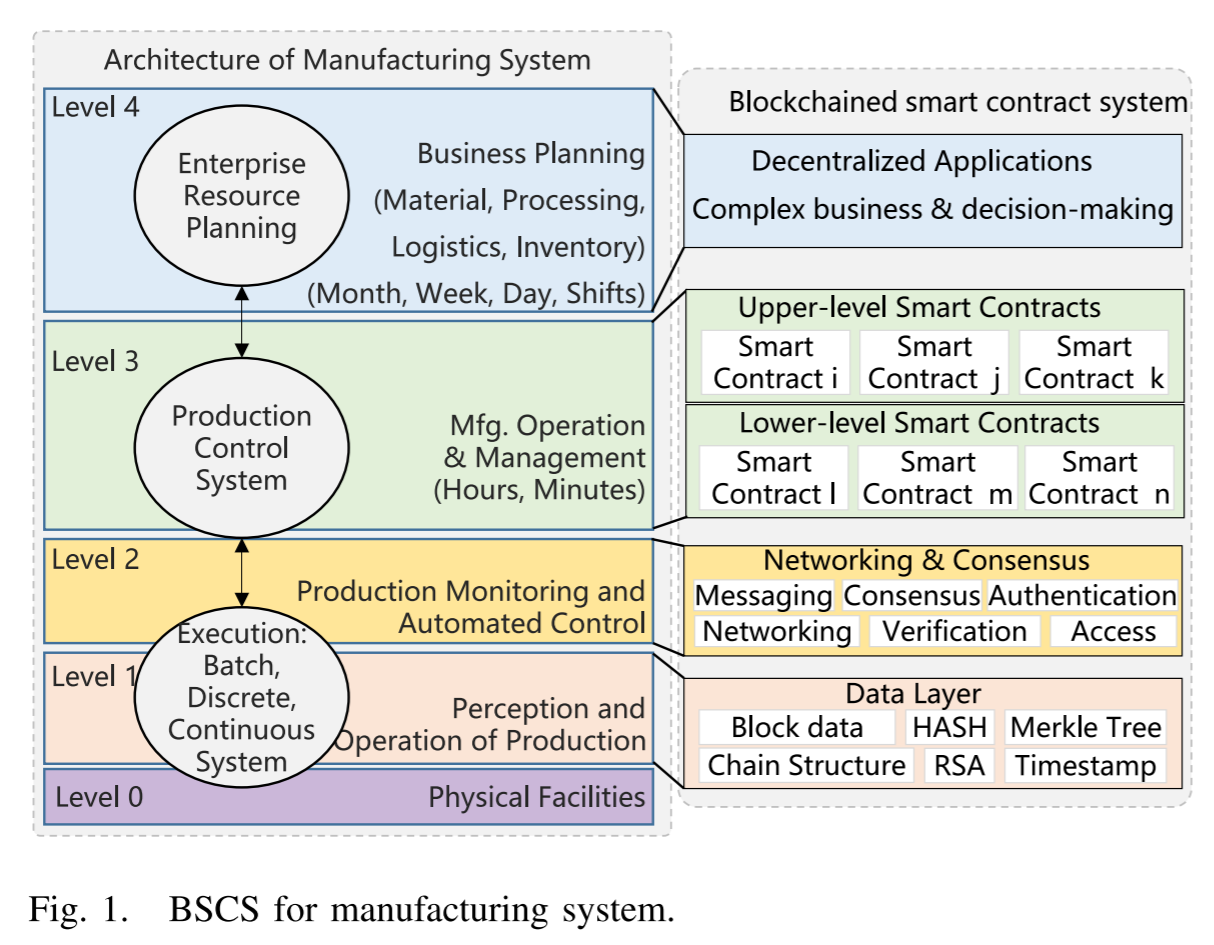 Architecture of Manufacturing System
Level 4
Enterprise
Resource
Planning
Business Planning
(Material, Processing,
Logistics, Inventory)
(Month, Week, Day, Shifts)
Level 3
Production
Control
System
Mfg. Operation
& Management
(Hours, Minutes)
Level 2
Production Monitoring and
Automated Control
Execution:
Batch,
Discrete,
Continuous
System
Level 1
Perception and
Operation of Production
Level 0
Physical Facilities
Blockchained smart contract system
Decentralized Applications
Complex business & decision-making
Upper-level Smart Contracts
Smart
Contract i
Smart
Contract j
Smart
Contract k
Lower-level Smart Contracts
Smart
Contract l
Smart
Contract m
Smart
Contract n
Networking & Consensus
Messaging Consensus Authentication
Networking Verification Access
Data Layer
Block data HASH Merkle Tree
Chain Structure RSA Timestamp
Fig. 1. BSCS for manufacturing system.